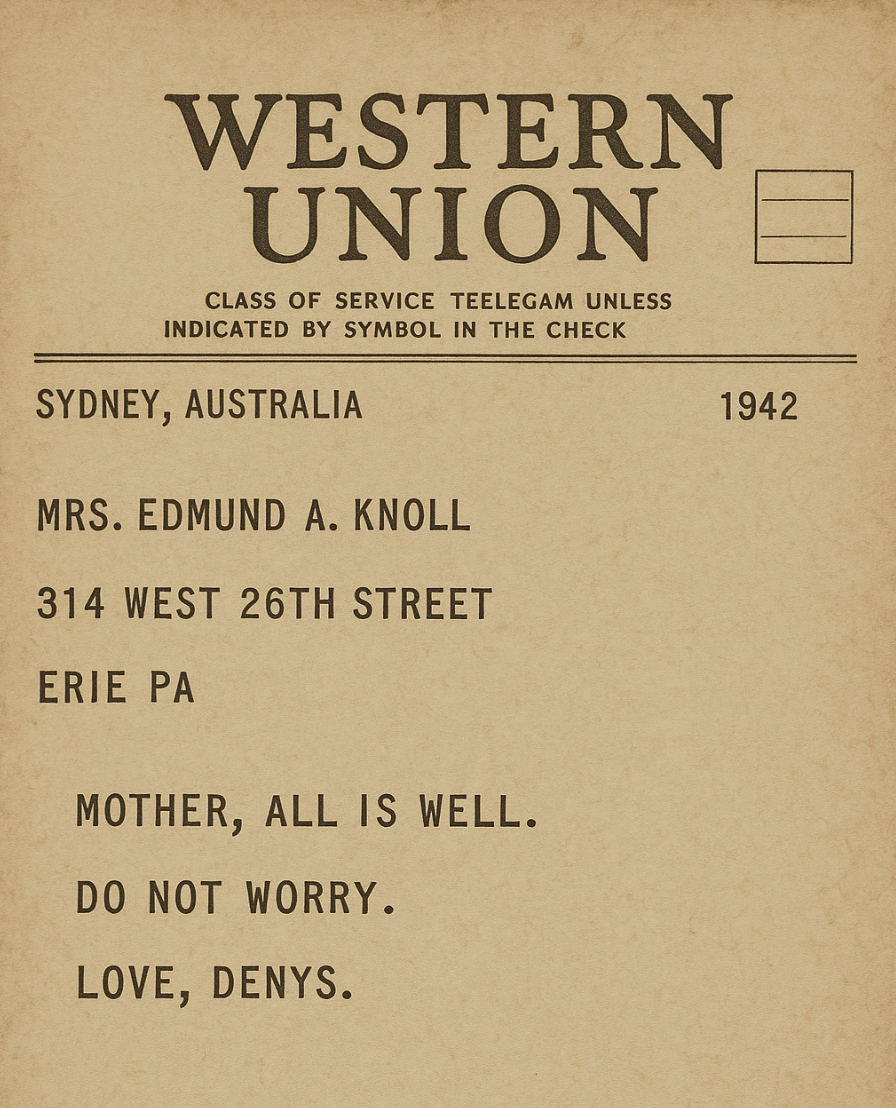 WESTERN
UNION
CLASS OF SERVICE TEELEGAM UNLESS
INDICATED BY SYMBOL IN THE CHECK
SYDNEY, AUSTRALIA 1942
MRS. EDMUND A. KNOLL
314 WEST 26TH STREET
ERIE PA
MOTHER, ALL IS WELL.
DO NOT WORRY.
LOVE, DENYS.